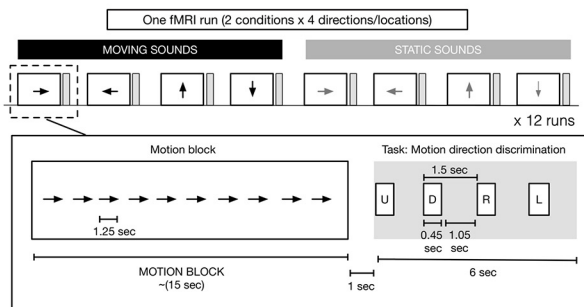 One fMRI run (2 conditions x 4 directions/locations)
MOVING SOUNDS
STATIC SOUNDS
x 12 runs
Motion block
1.25 sec
MOTION BLOCK
~(15 sec)
1 sec
Task: Motion direction discrimination
1.5 sec
U D R L
0.45 sec
1.05 sec
6 sec